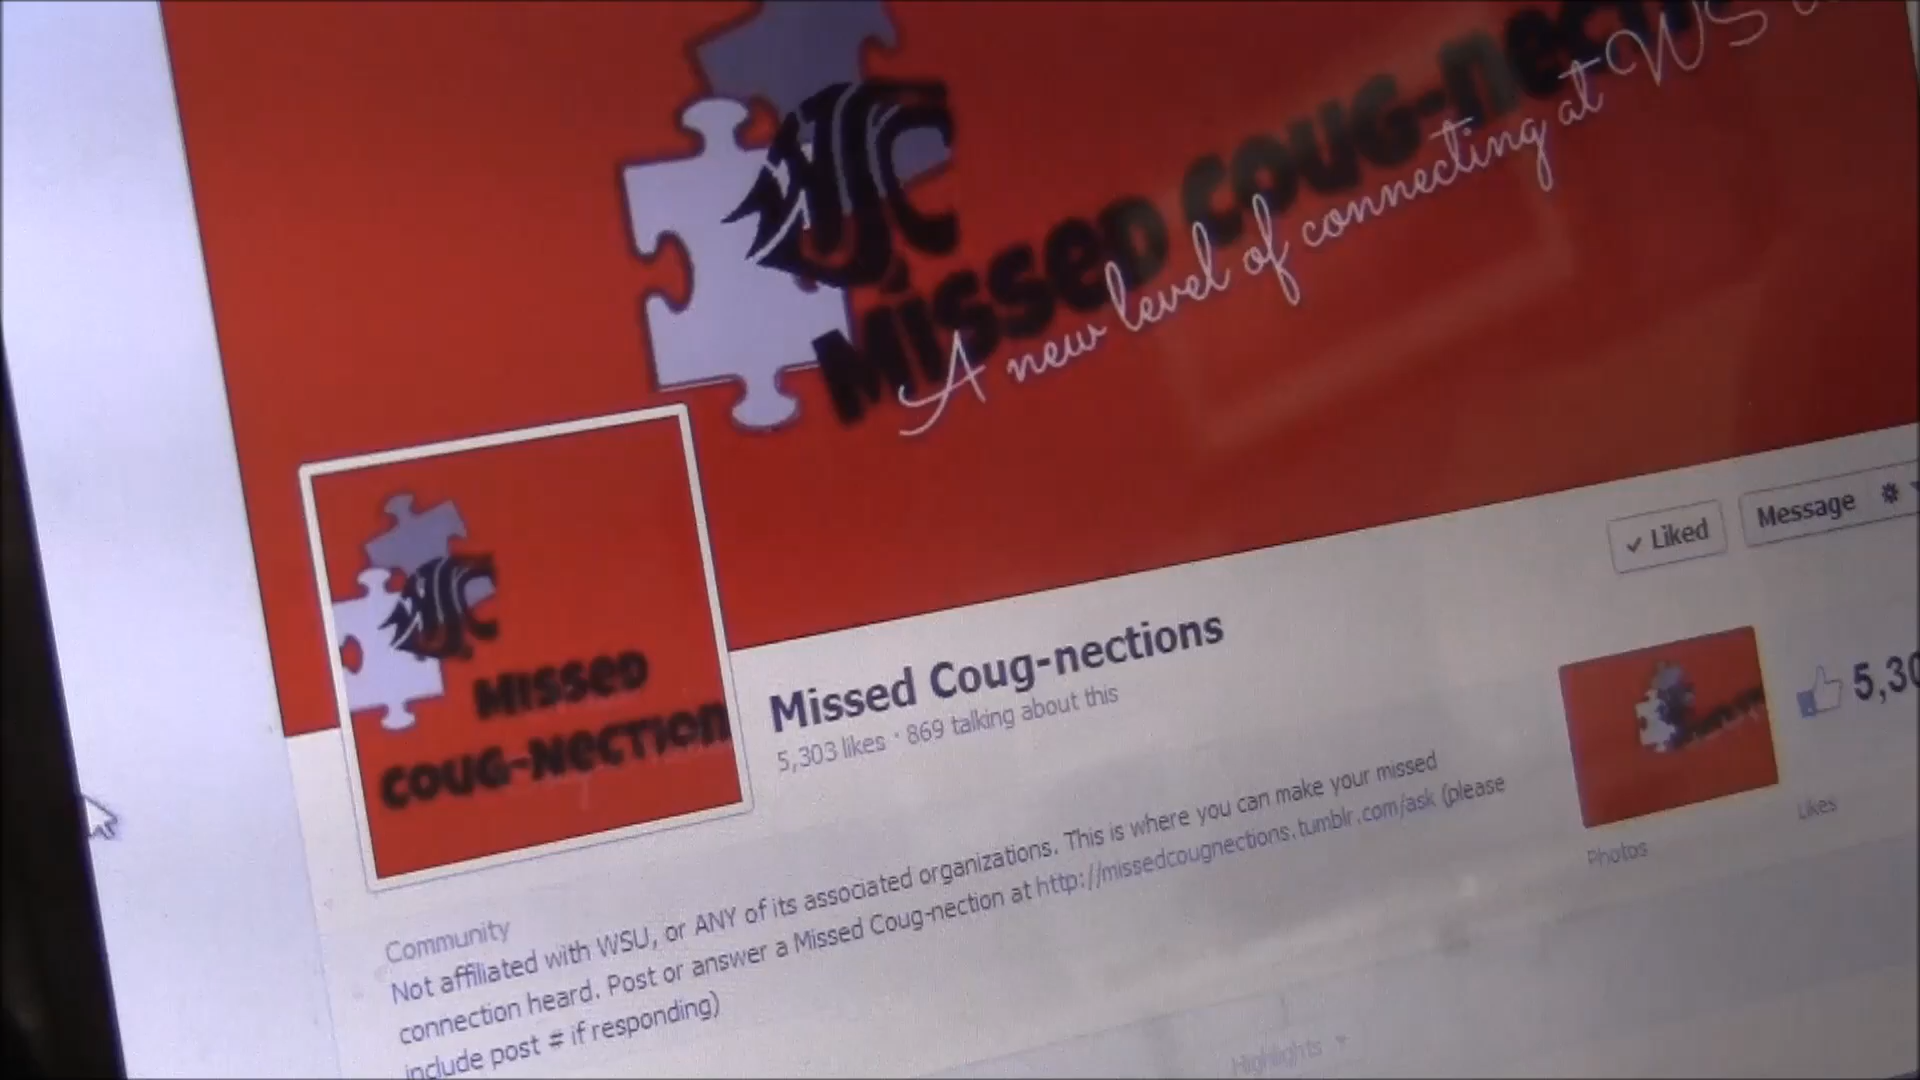 MISSED COUG-NECTI
A new level of connecting at WS
MISSED
COUG-NECTION
Liked
Message
Missed Coug-nections
5,303 likes · 869 talking about this
5,30
Likes
Photos
Community
Not affiliated with WSU, or ANY of its associated organizations. This is where you can make your missed
connection heard. Post or answer a Missed Coug-nection at http://missedcougnections.tumblr.com/ask (please
include post # if responding)
Highlights